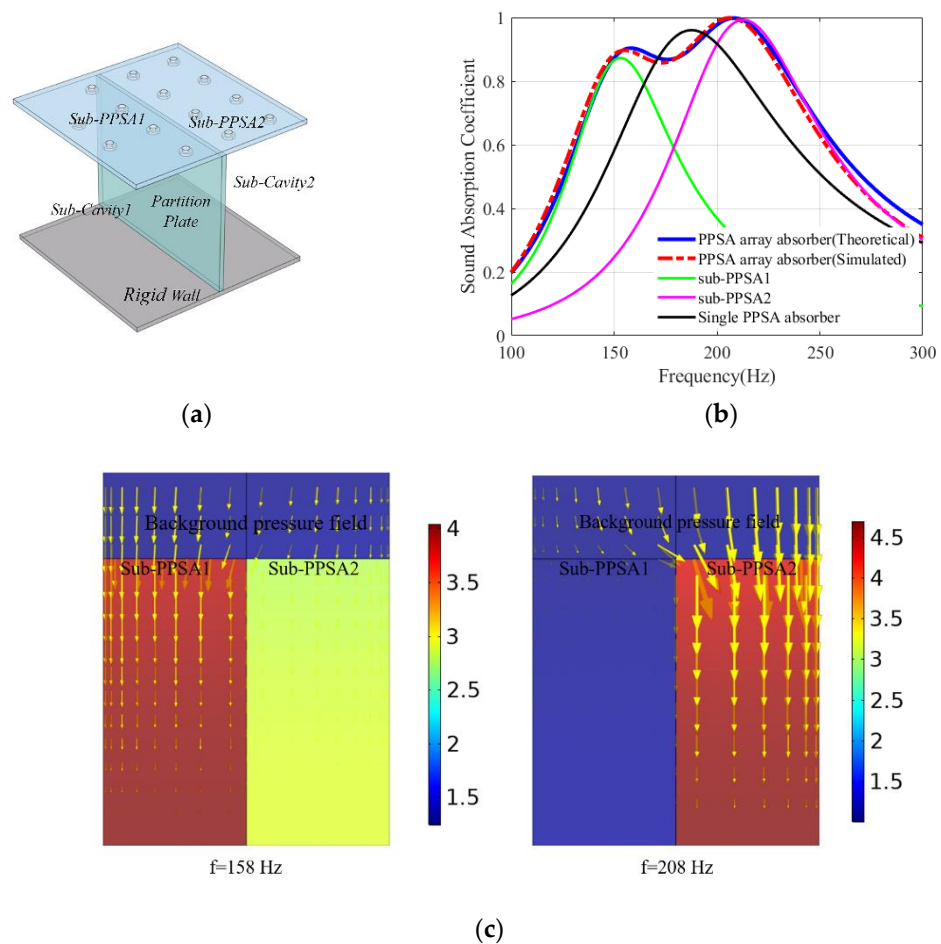 (a)
Sub-PPSA1
Sub-PPSA2
Sub-Cavity2
Sub-Cavity1
Partition
Plate
Rigid Wall
(b)
Sound Absorption Coefficient
1
0.8
0.6
0.4
0.2
0
100
150
200
250
300
Frequency(Hz)
PPSA array absorber(Theoretical)
PPSA array absorber(Simulated)
sub-PPSA1
sub-PPSA2
Single PPSA absorber
Background pressure field
Sub-PPSA1
Sub-PPSA2
4
3.5
3
2.5
2
1.5
f=158 Hz
Background pressure field
Sub-PPSA1
Sub-PPSA2
4.5
4
3.5
3
2.5
2
1.5
f=208 Hz
(c)